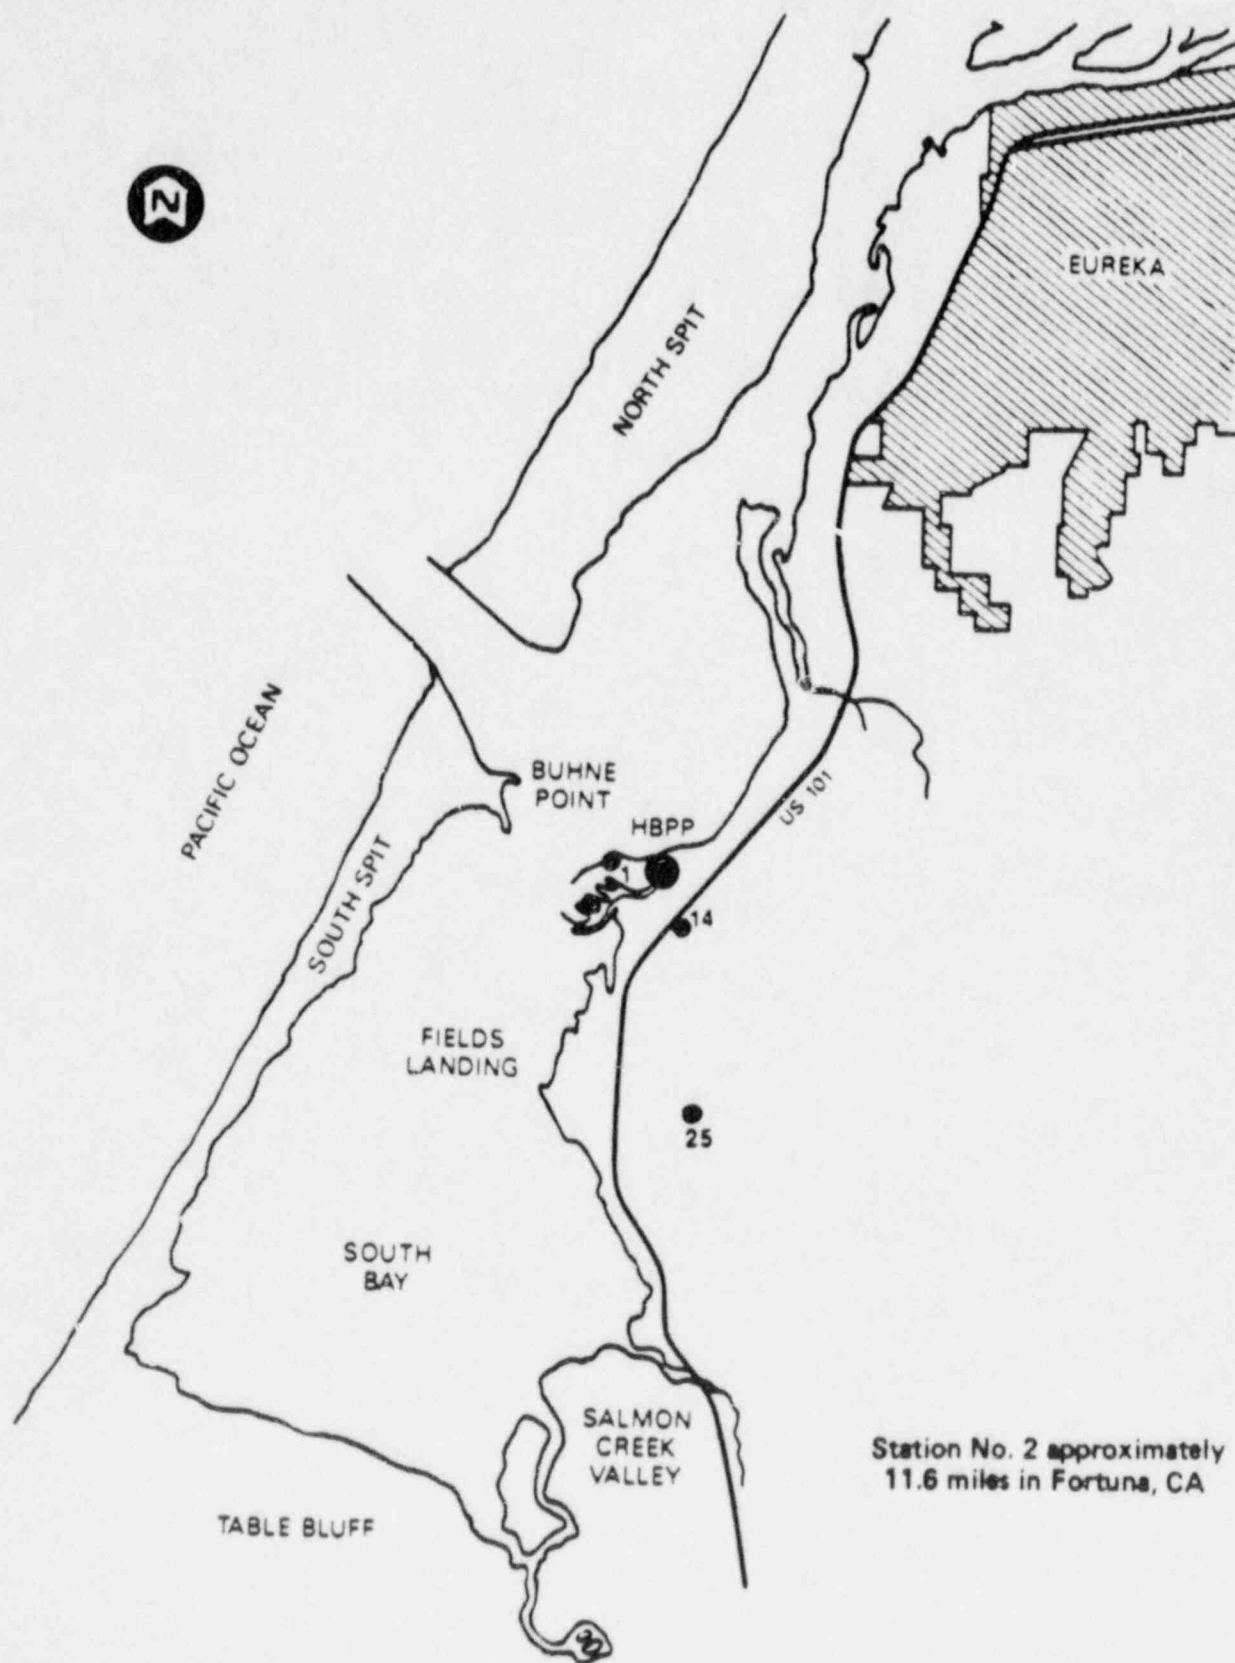 N
EUREKA
NORTH SPIT
PACIFIC OCEAN
SOUTH SPIT
BUHNE
POINT
HBPP
US 101
1
14
FIELDS
LANDING
25
SOUTH
BAY
SALMON
CREEK
VALLEY
Station No. 2 approximately
11.6 miles in Fortuna, CA
TABLE BLUFF